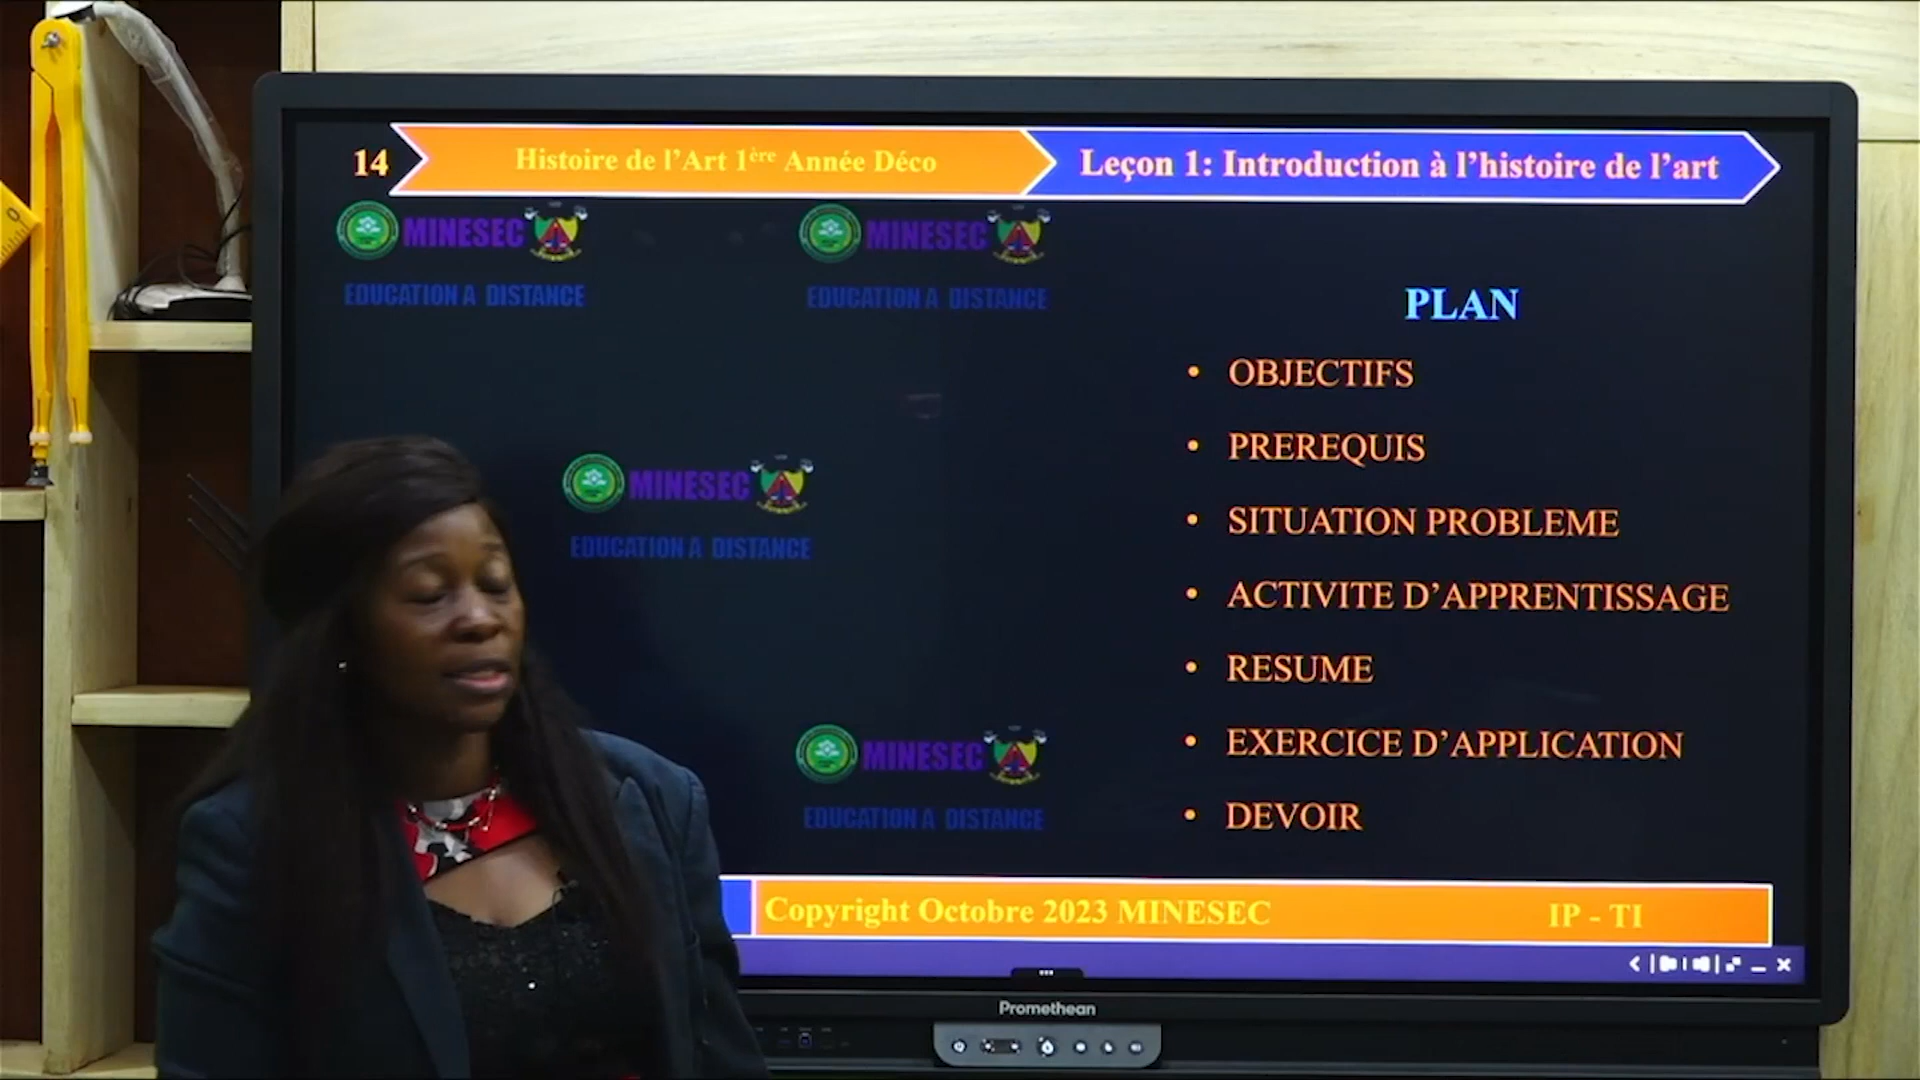 14
Histoire de l'Art 1ère Année Déco
Leçon 1: Introduction à l'histoire de l'art
MINESEC
EDUCATION A DISTANCE
MINESEC
EDUCATION A DISTANCE
PLAN
• OBJECTIFS
• PREREQUIS
• SITUATION PROBLEME
MINESEC
EDUCATION A DISTANCE
• ACTIVITE D'APPRENTISSAGE
• RESUME
• EXERCICE D'APPLICATION
MINESEC
EDUCATION A DISTANCE
• DEVOIR
Copyright Octobre 2023 MINESEC
IP - TI
Promethean
0